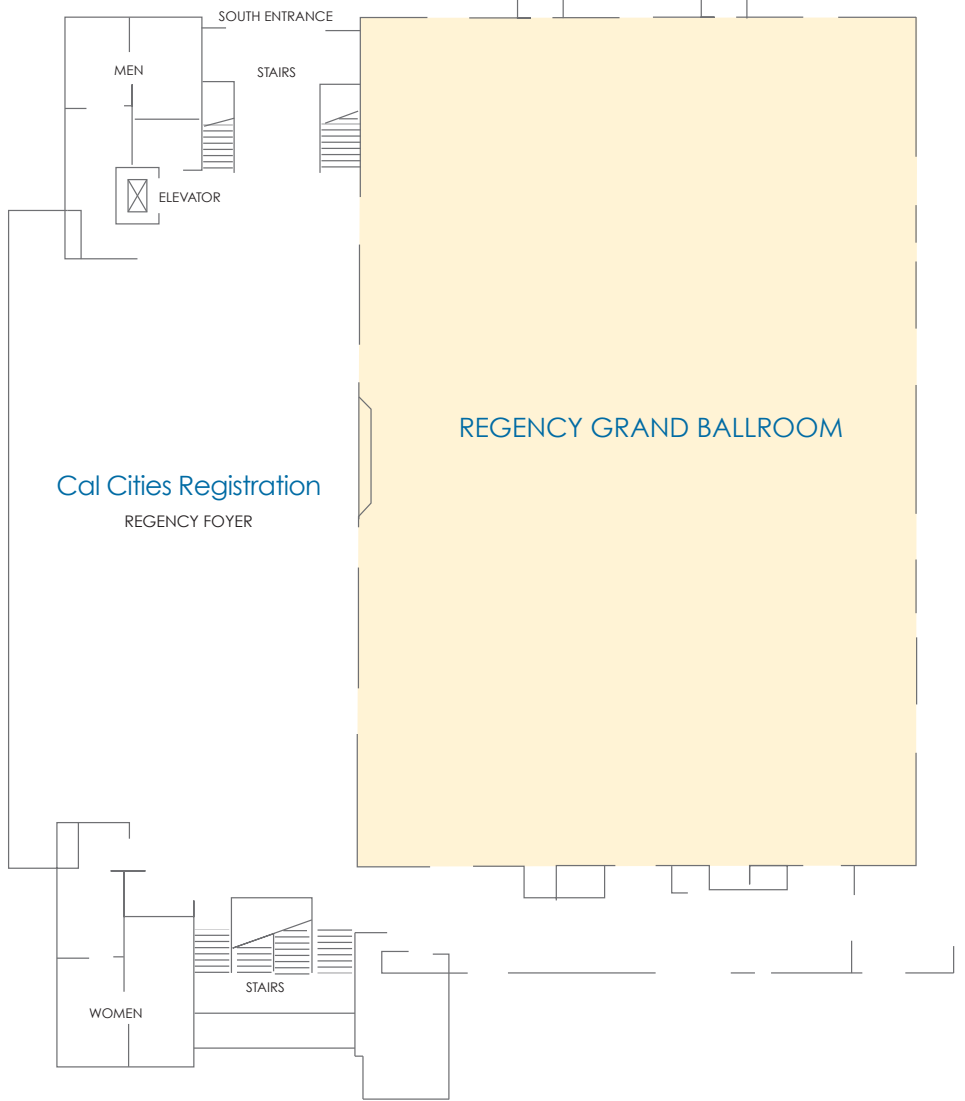 SOUTH ENTRANCE
MEN
STAIRS
ELEVATOR
REGENCY GRAND BALLROOM
Cal Cities Registration
REGENCY FOYER
STAIRS
WOMEN